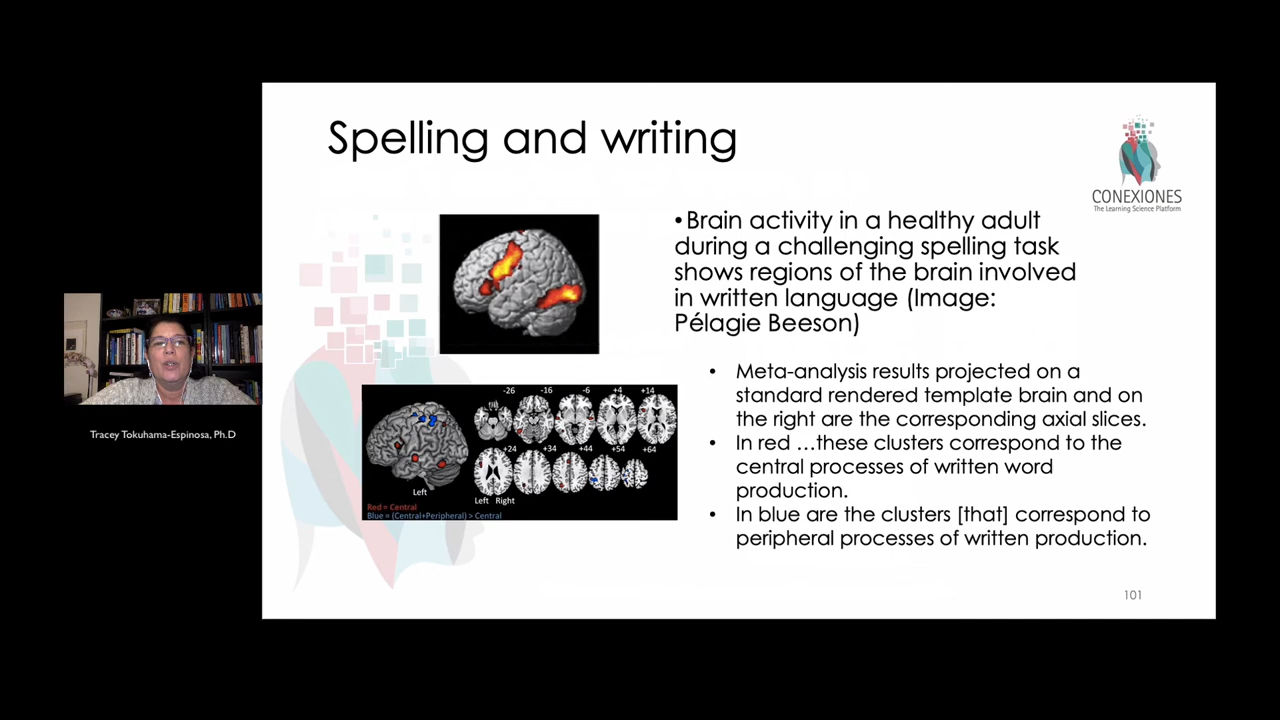 Spelling and writing
CONEXIONES
The Learning Science Platform
•Brain activity in a healthy adult
during a challenging spelling task
shows regions of the brain involved
in written language (Image:
Pélagie Beeson)
• Meta-analysis results projected on a
standard rendered template brain and on
the right are the corresponding axial slices.
• In red …these clusters correspond to the
central processes of written word
production.
• In blue are the clusters [that] correspond to
peripheral processes of written production.
-26 -16 -6 +4 +14
+24 +34 +44 +54 +64
Left
Left Right
Red = Central
Blue = (Central+Peripheral) > Central
Tracey Tokuhama-Espinosa, Ph.D
101